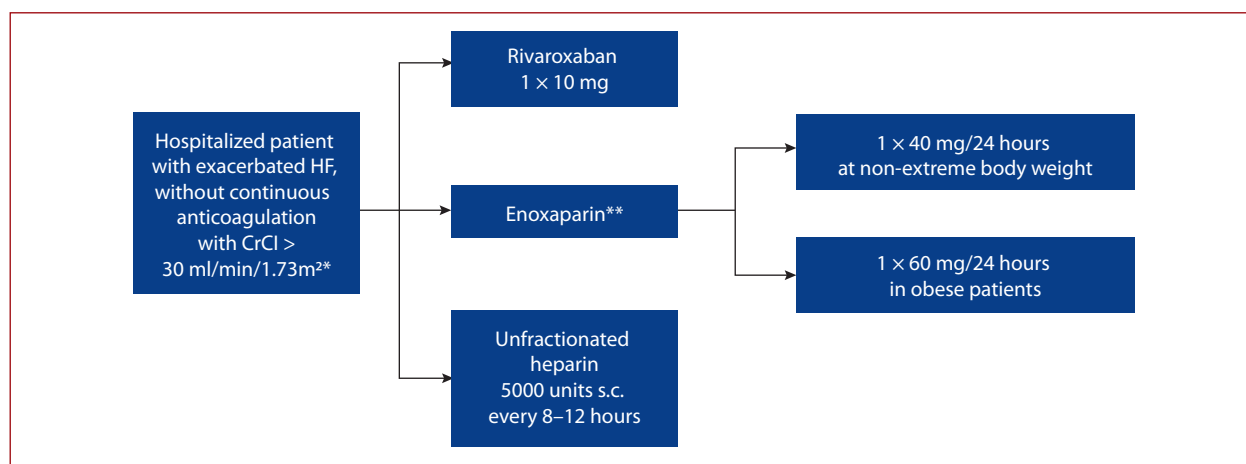 Hospitalized patient
with exacerbated HF,
without continuous
anticoagulation
with CrCl >
30 ml/min/1.73m²*
Rivaroxaban
1 × 10 mg
Enoxaparin**
Unfractionated
heparin
5000 units s.c.
every 8–12 hours
1 × 40 mg/24 hours
at non-extreme body weight
1 × 60 mg/24 hours
in obese patients